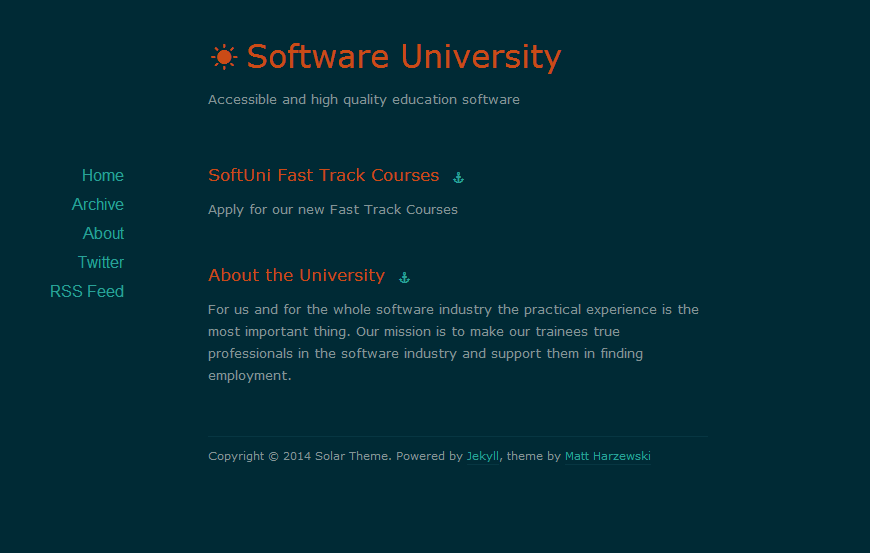 Software University
Accessible and high quality education software
Home
Archive
About
Twitter
RSS Feed
SoftUni Fast Track Courses
Apply for our new Fast Track Courses
About the University
For us and for the whole software industry the practical experience is the
most important thing. Our mission is to make our trainees true
professionals in the software industry and support them in finding
employment.
Copyright © 2014 Solar Theme. Powered by Jekyll, theme by Matt Harzewski